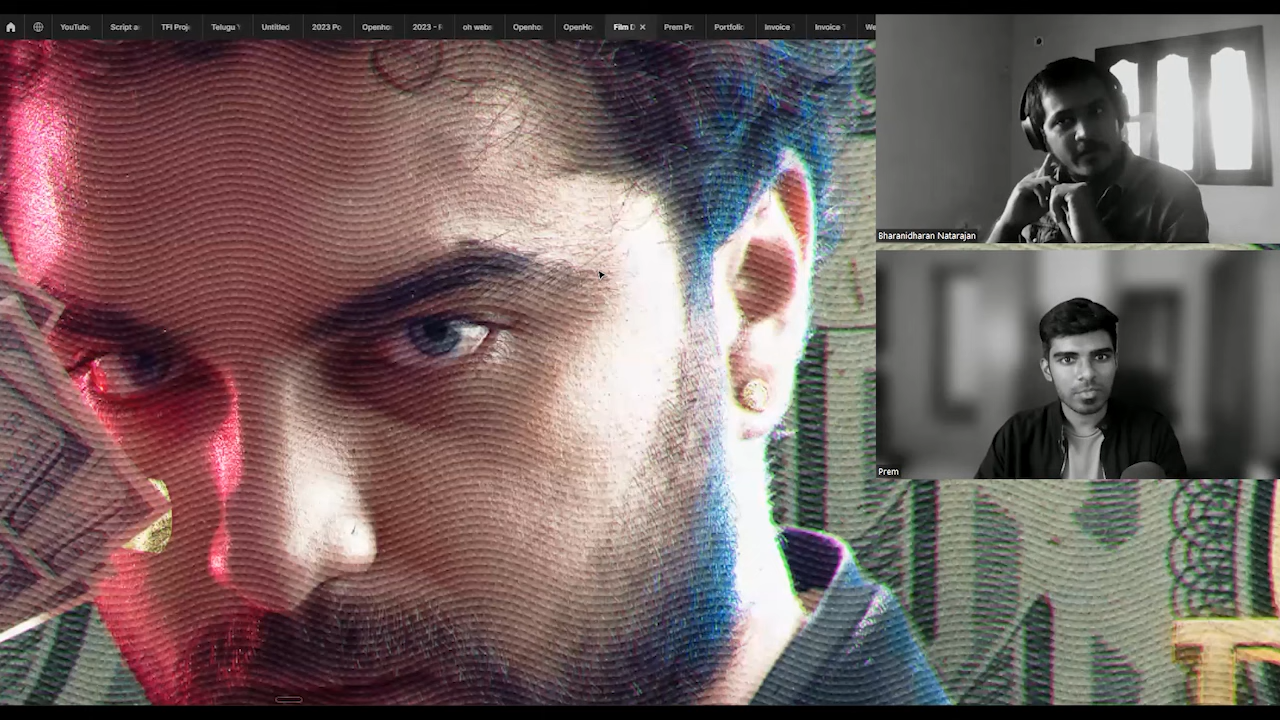 YouTube Script a TFI Proj Telugu Untitled 2023 Po Openho 2023 - F oh webs Openho OpenHo Film D Prem Pr Portfolio Invoice Invoice We
Bharanidharan Natarajan
Prem
T